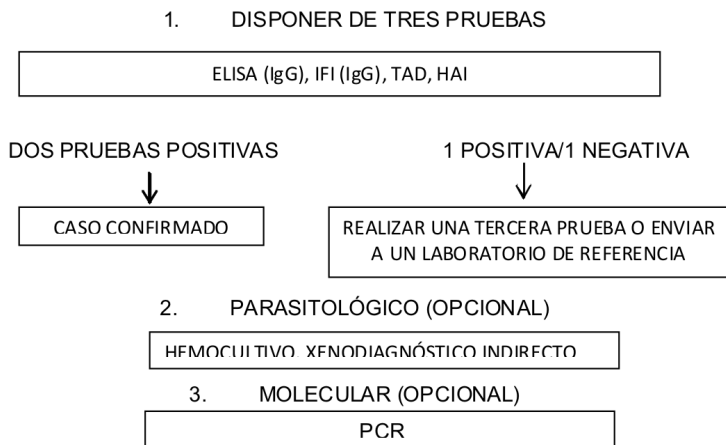 1. DISPONER DE TRES PRUEBAS
ELISA (IgG), IFI (IgG), TAD, HAI
DOS PRUEBAS POSITIVAS
1 POSITIVA/1 NEGATIVA
CASO CONFIRMADO
REALIZAR UNA TERCERA PRUEBA O ENVIAR
A UN LABORATORIO DE REFERENCIA
2. PARASITOLÓGICO (OPCIONAL)
HEMOCULTIVO, XENODIAGNÓSTICO INDIRECTO
3. MOLECULAR (OPCIONAL)
PCR